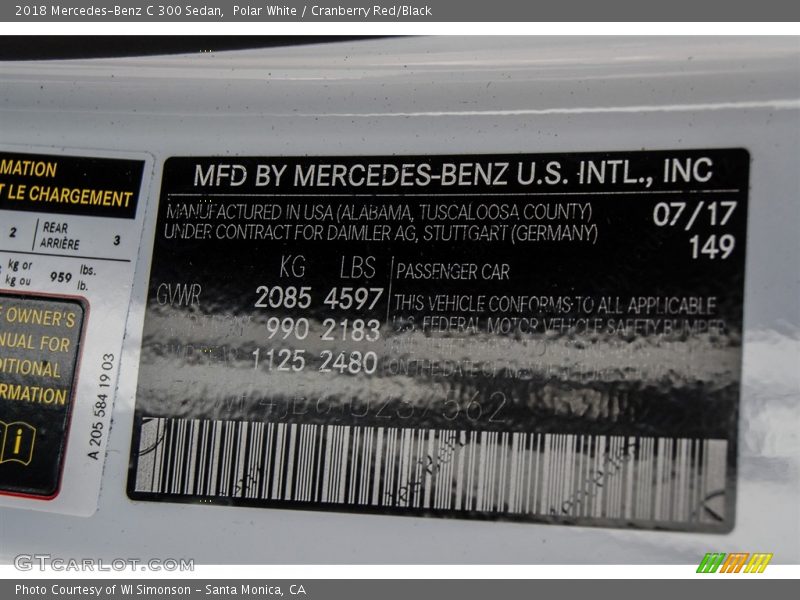 2018 Mercedes-Benz C 300 Sedan,  Polar White / Cranberry Red/Black
MATION
T LE CHARGEMENT
2 REAR ARRIÈRE 3
kg or
kg ou
959 lbs.
lb.
OWNER'S
NUAL FOR
DITIONAL
RMATION
i
A 205 584 19 03
MFD BY MERCEDES-BENZ U.S. INTL., INC
MANUFACTURED IN USA (ALABAMA, TUSCALOOSA COUNTY)
UNDER CONTRACT FOR DAIMLER AG, STUTTGART (GERMANY)
07/17
149
KG LBS
GVWR 2085 4597
990 2183
1125 2480
PASSENGER CAR
THIS VEHICLE CONFORMS TO ALL APPLICABLE
U.S. FEDERAL MOTOR VEHICLE SAFETY BUMPER
GTCARLOT.COM
Photo Courtesy of WI Simonson - Santa Monica, CA